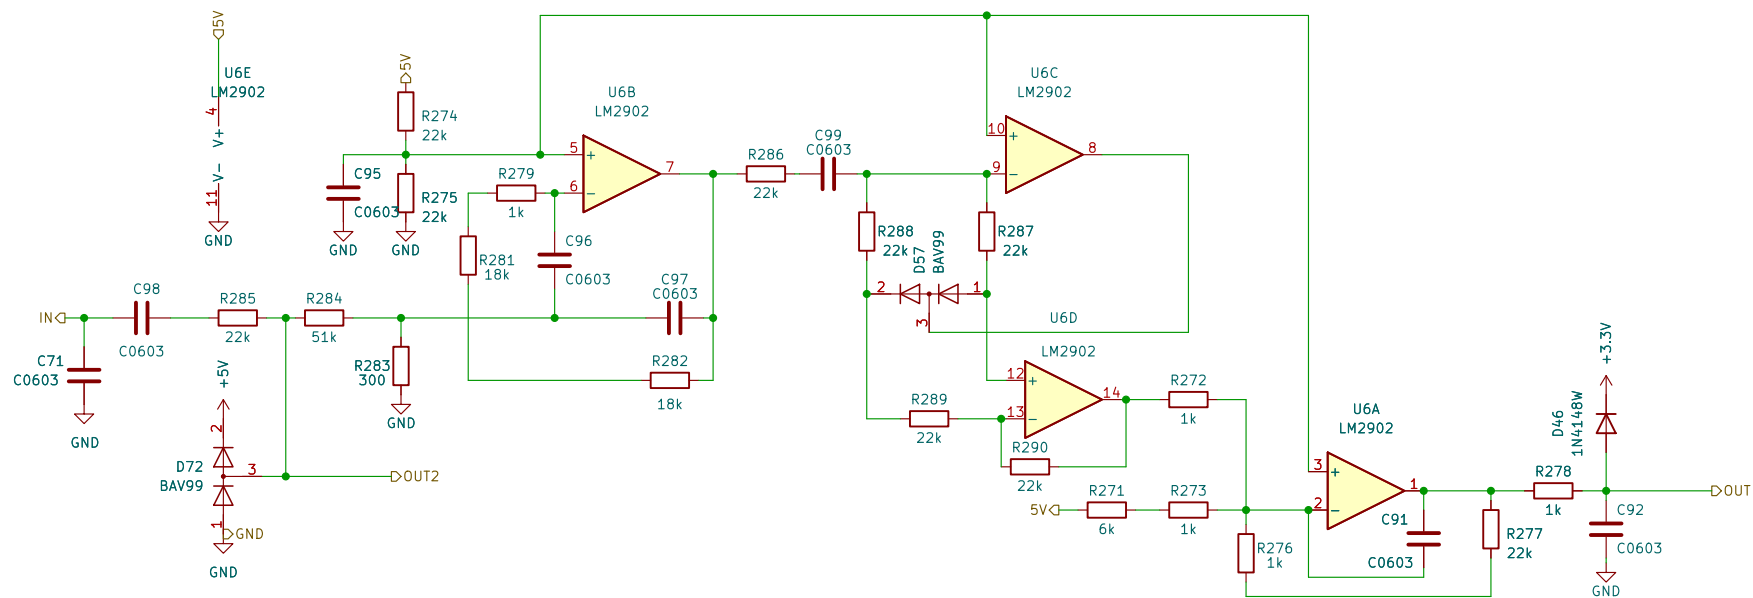 5V
U6E
LM2902
4
V+
V-
11
GND
5V
R274
22k
C95
C0603
R275
22k
GND
GND
U6B
LM2902
5
+
6
-
7
R279
1k
R281
18k
C96
C0603
C97
C0603
R282
18k
IN
C98
C0603
R285
22k
R284
51k
R283
300
GND
C71
C0603
GND
+5V
2
D72
BAV99
3
OUT2
1
GND
GND
R286
22k
C99
C0603
U6C
LM2902
10
+
9
-
8
R288
22k
R287
22k
D57
BAV99
2
1
3
U6D
LM2902
12
+
13
-
14
R289
22k
R290
22k
R272
1k
5V
R271
6k
R273
1k
R276
1k
U6A
LM2902
3
+
2
-
1
C91
C0603
R277
22k
R278
1k
+3.3V
D46
1N4148W
OUT
C92
C0603
GND